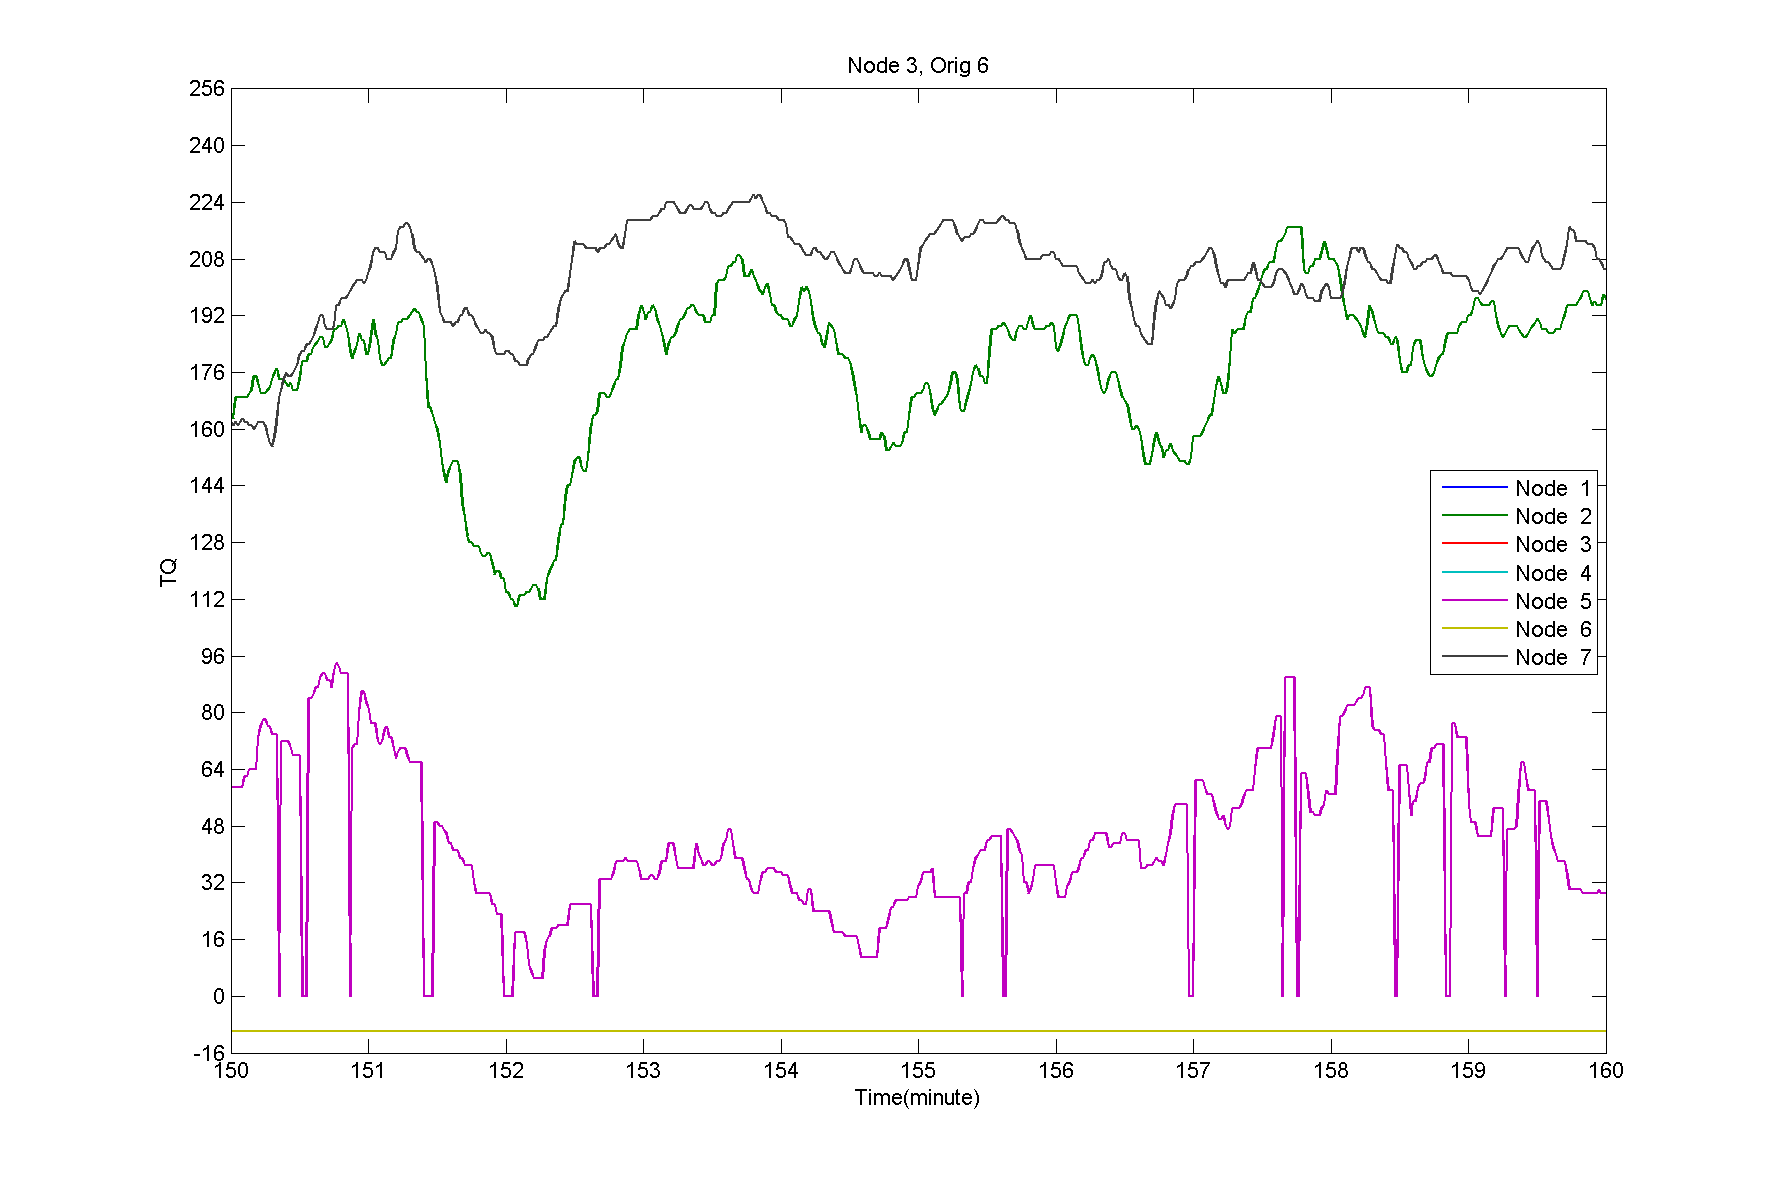 Node 3, Orig 6
256
240
224
208
192
176
160
144
128
112
96
80
64
48
32
16
0
-16
TQ
Node 1
Node 2
Node 3
Node 4
Node 5
Node 6
Node 7
150 151 152 153 154 155 156 157 158 159 160
Time(minute)